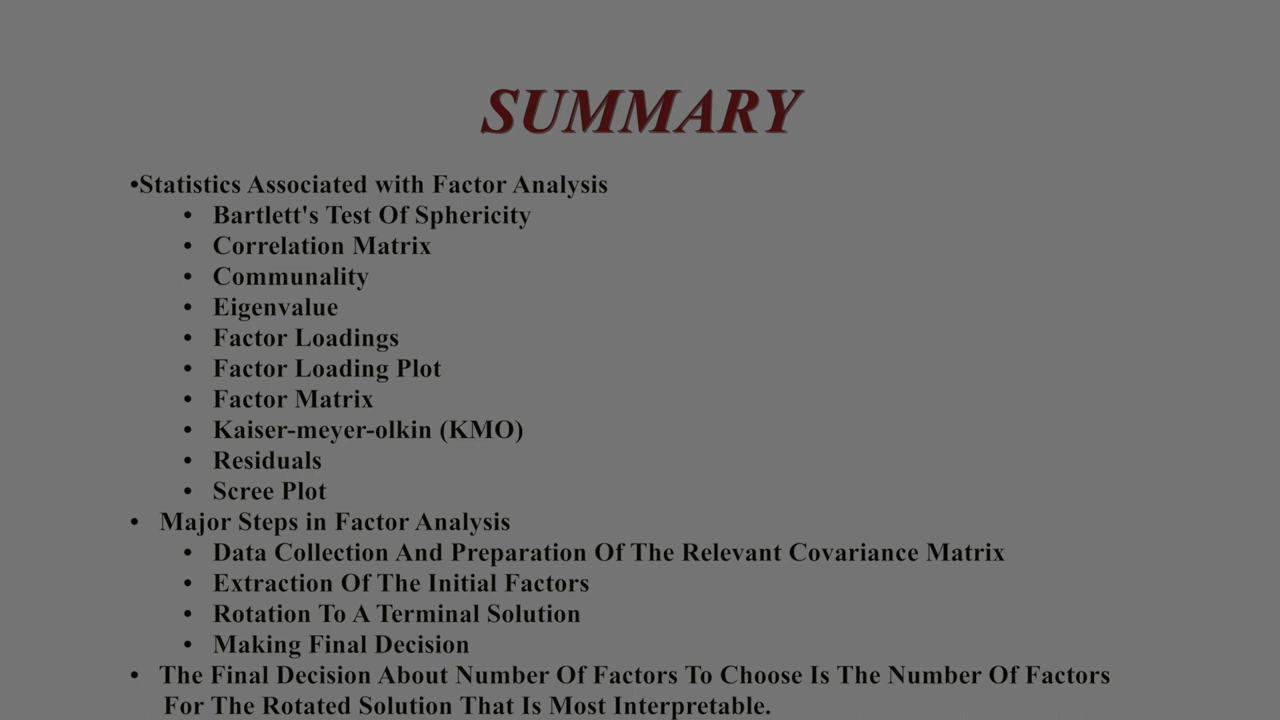 SUMMARY
•Statistics Associated with Factor Analysis
• Bartlett's Test Of Sphericity
• Correlation Matrix
• Communality
• Eigenvalue
• Factor Loadings
• Factor Loading Plot
• Factor Matrix
• Kaiser-meyer-olkin (KMO)
• Residuals
• Scree Plot
• Major Steps in Factor Analysis
• Data Collection And Preparation Of The Relevant Covariance Matrix
• Extraction Of The Initial Factors
• Rotation To A Terminal Solution
• Making Final Decision
• The Final Decision About Number Of Factors To Choose Is The Number Of Factors
For The Rotated Solution That Is Most Interpretable.